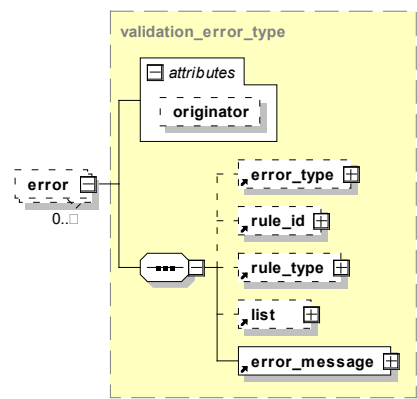 validation_error_type
attributes
originator
error
0..□
error_type
rule_id
rule_type
list
error_message